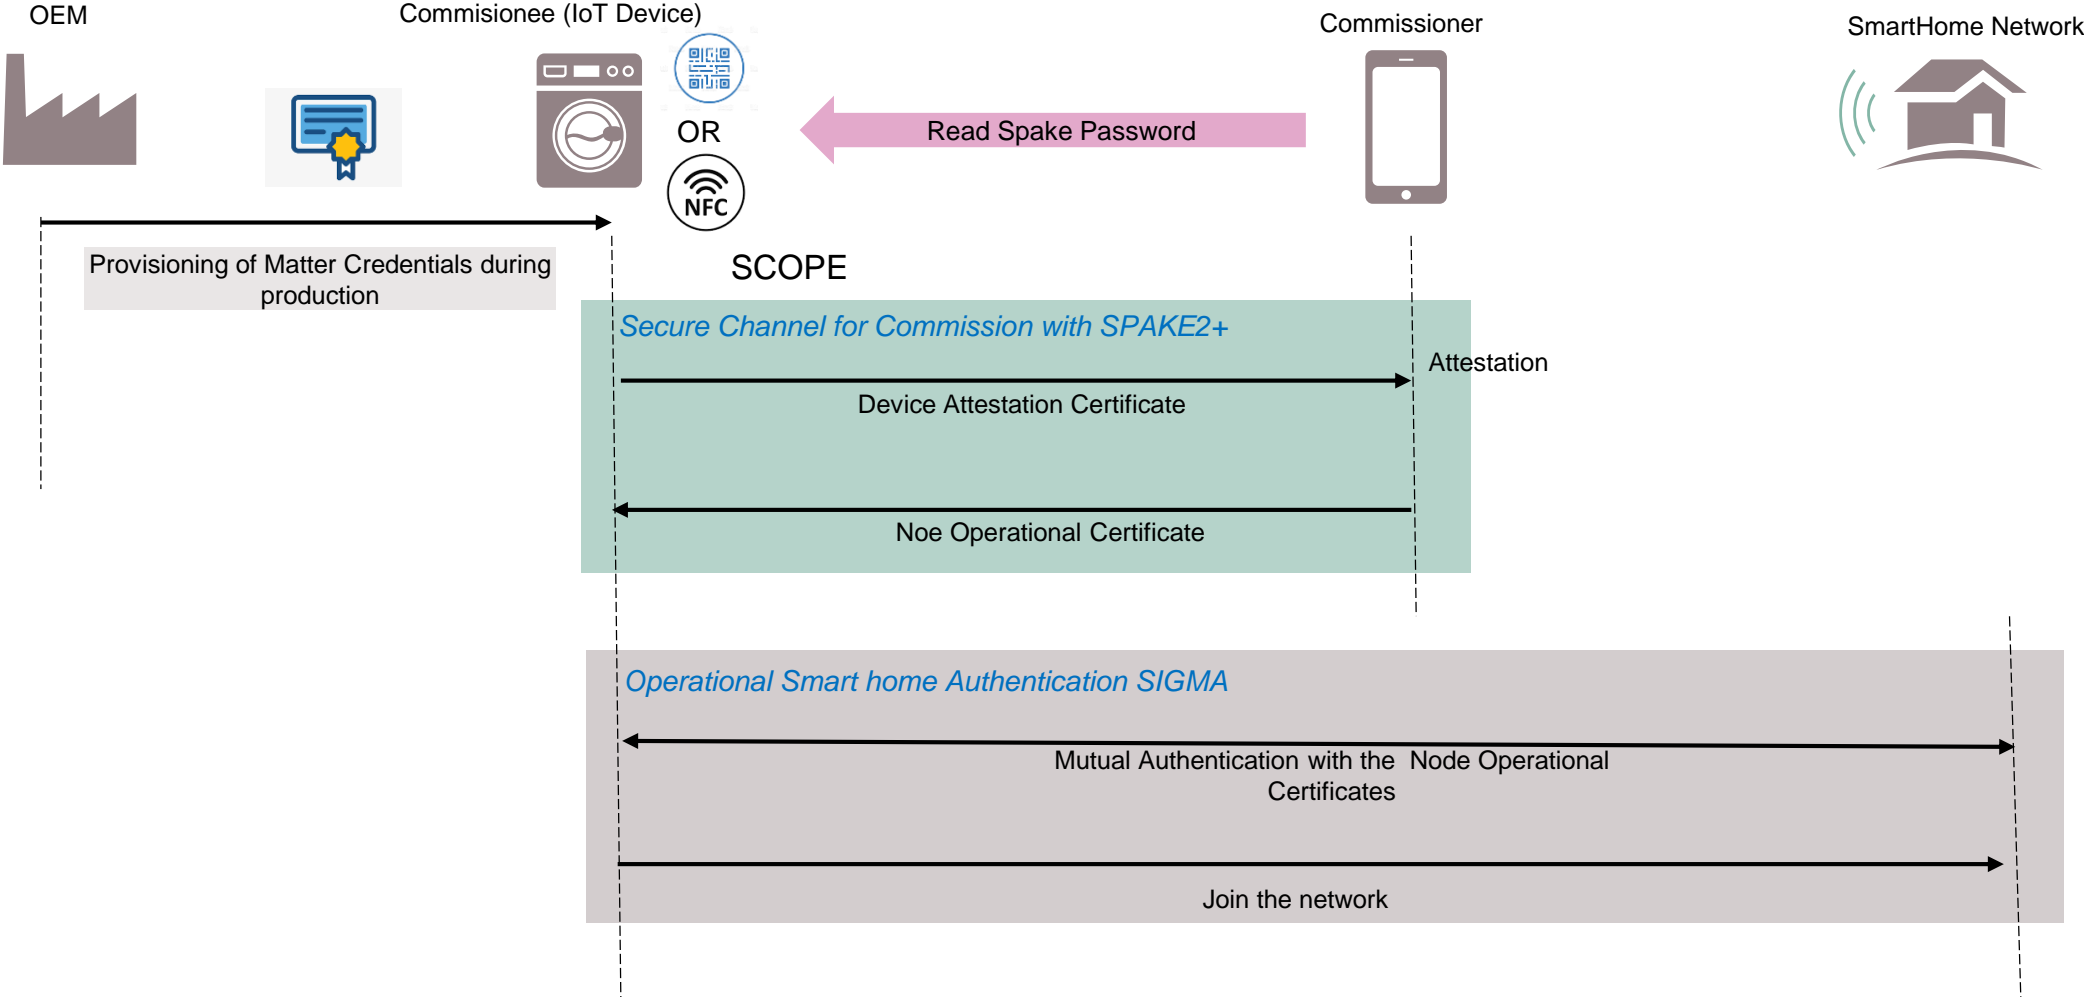 OEM
Commisionee (IoT Device)
Commissioner
SmartHome Network
OR
Read Spake Password
NFC
Provisioning of Matter Credentials during
production
SCOPE
Secure Channel for Commission with SPAKE2+
Attestation
Device Attestation Certificate
Noe Operational Certificate
Operational Smart home Authentication SIGMA
Mutual Authentication with the  Node Operational
Certificates
Join the network